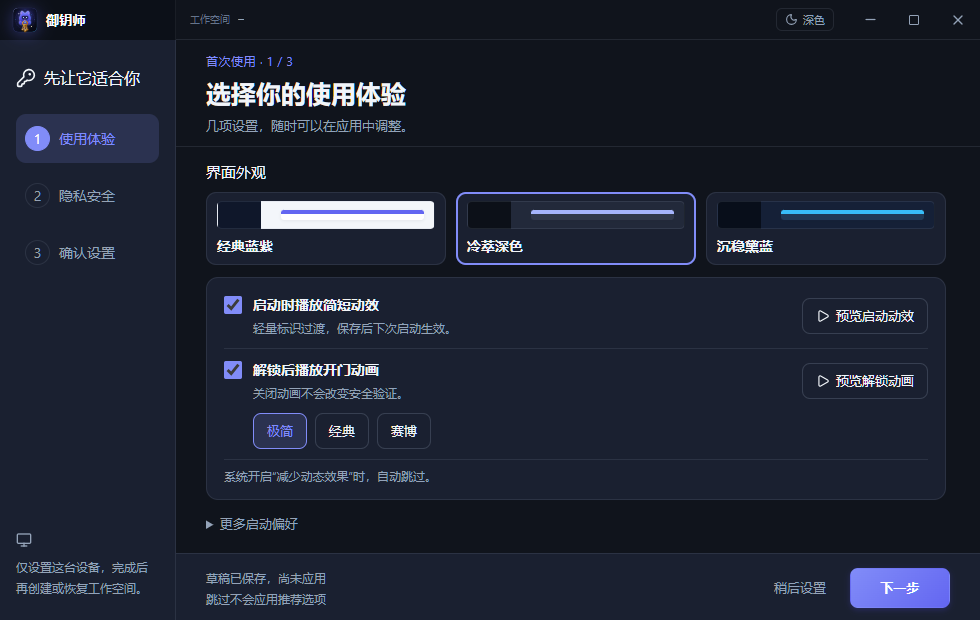 御钥师
工作空间 –
深色
先让它适合你
1 使用体验
2 隐私安全
3 确认设置
仅设置这台设备，完成后
再创建或恢复工作空间。
首次使用 · 1 / 3
选择你的使用体验
几项设置，随时可以在应用中调整。
界面外观
经典蓝紫
冷萃深色
沉稳黛蓝
启动时播放简短动效
轻量标识过渡，保存后下次启动生效。
预览启动动效
解锁后播放开门动画
关闭动画不会改变安全验证。
预览解锁动画
极简 经典 赛博
系统开启“减少动态效果”时，自动跳过。
更多启动偏好
草稿已保存，尚未应用
跳过不会应用推荐选项
稍后设置
下一步